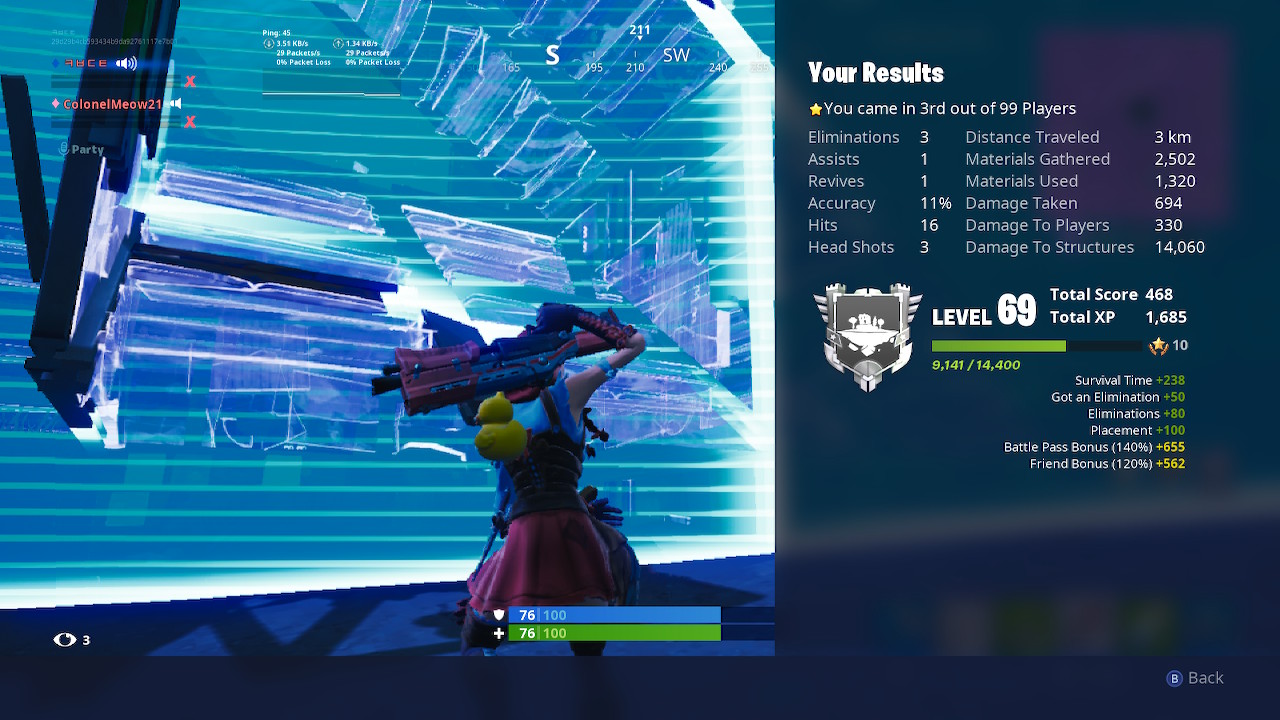 Ping: 45
3.51 KB/s 1.34 KB/s
29 Packets/s 29 Packets/s
0% Packet Loss 0% Packet Loss
211
S SW
165 195 210 240 255
ColonelMeow21
Party
76 100
76 100
3
Your Results
You came in 3rd out of 99 Players
Eliminations 3 Distance Traveled 3 km
Assists 1 Materials Gathered 2,502
Revives 1 Materials Used 1,320
Accuracy 11% Damage Taken 694
Hits 16 Damage To Players 330
Head Shots 3 Damage To Structures 14,060
LEVEL 69
Total Score 468
Total XP 1,685
10
9,141 / 14,400
Survival Time +238
Got an Elimination +50
Eliminations +80
Placement +100
Battle Pass Bonus (140%) +655
Friend Bonus (120%) +562
B Back